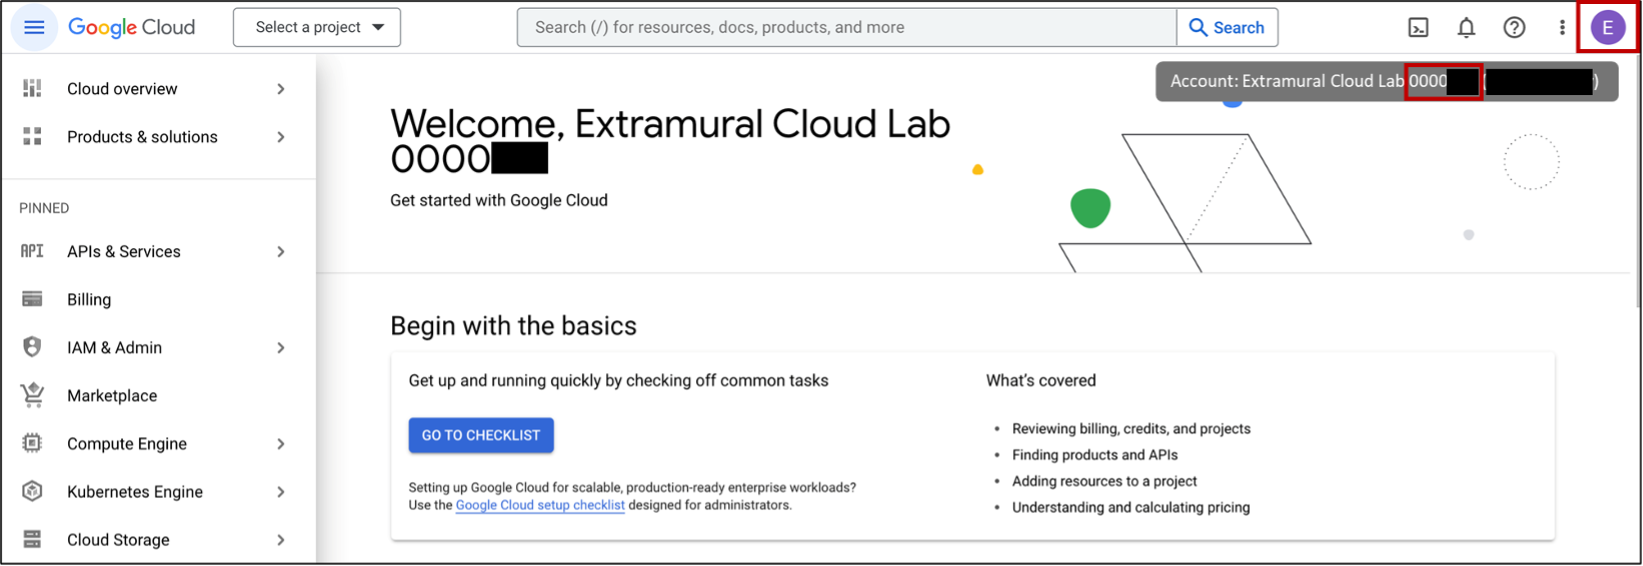 Google Cloud
Select a project
Search (/) for resources, docs, products, and more
Search
E
Account: Extramural Cloud Lab 0000 ( )
Cloud overview
Products & solutions
PINNED
API APIs & Services
Billing
IAM & Admin
Marketplace
Compute Engine
Kubernetes Engine
Cloud Storage
Welcome, Extramural Cloud Lab
0000
Get started with Google Cloud
Begin with the basics
Get up and running quickly by checking off common tasks
GO TO CHECKLIST
Setting up Google Cloud for scalable, production-ready enterprise workloads?
Use the Google Cloud setup checklist designed for administrators.
What's covered
• Reviewing billing, credits, and projects
• Finding products and APIs
• Adding resources to a project
• Understanding and calculating pricing